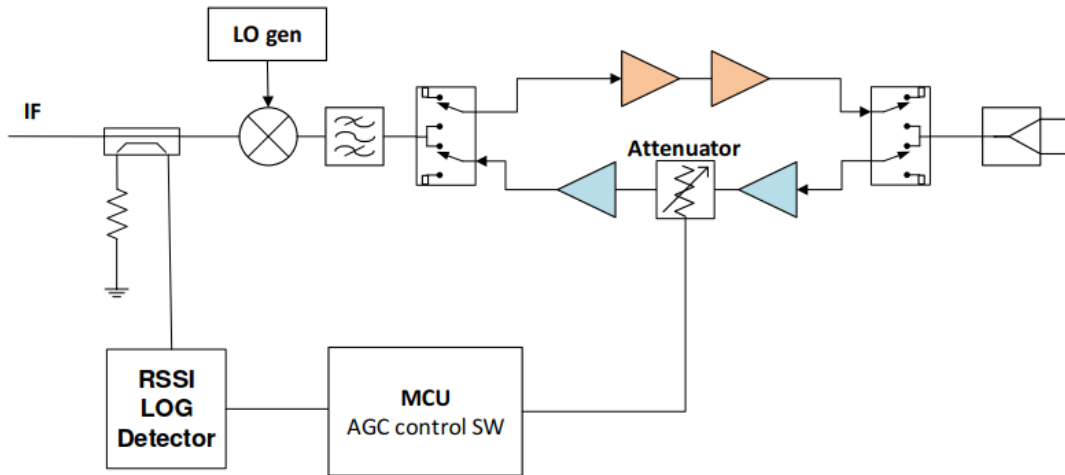 LO gen
IF
Attenuator
RSSI
LOG
Detector
MCU
AGC control SW